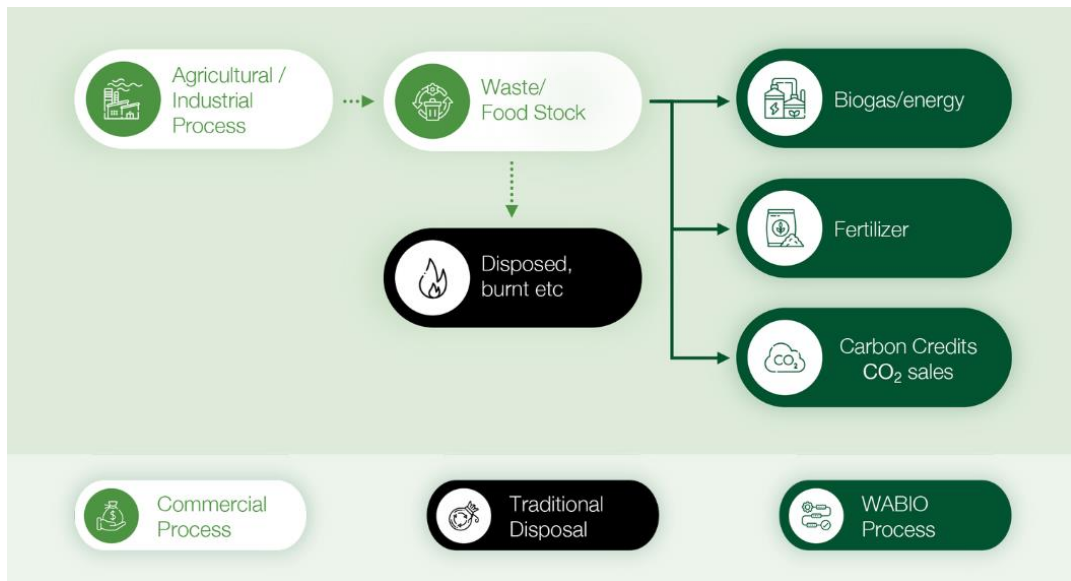 Agricultural /
Industrial
Process
Waste/
Food Stock
Biogas/energy
Disposed,
burnt etc
Fertilizer
CO₂
Carbon Credits
CO₂ sales
Commercial
Process
Traditional
Disposal
WABIO
Process